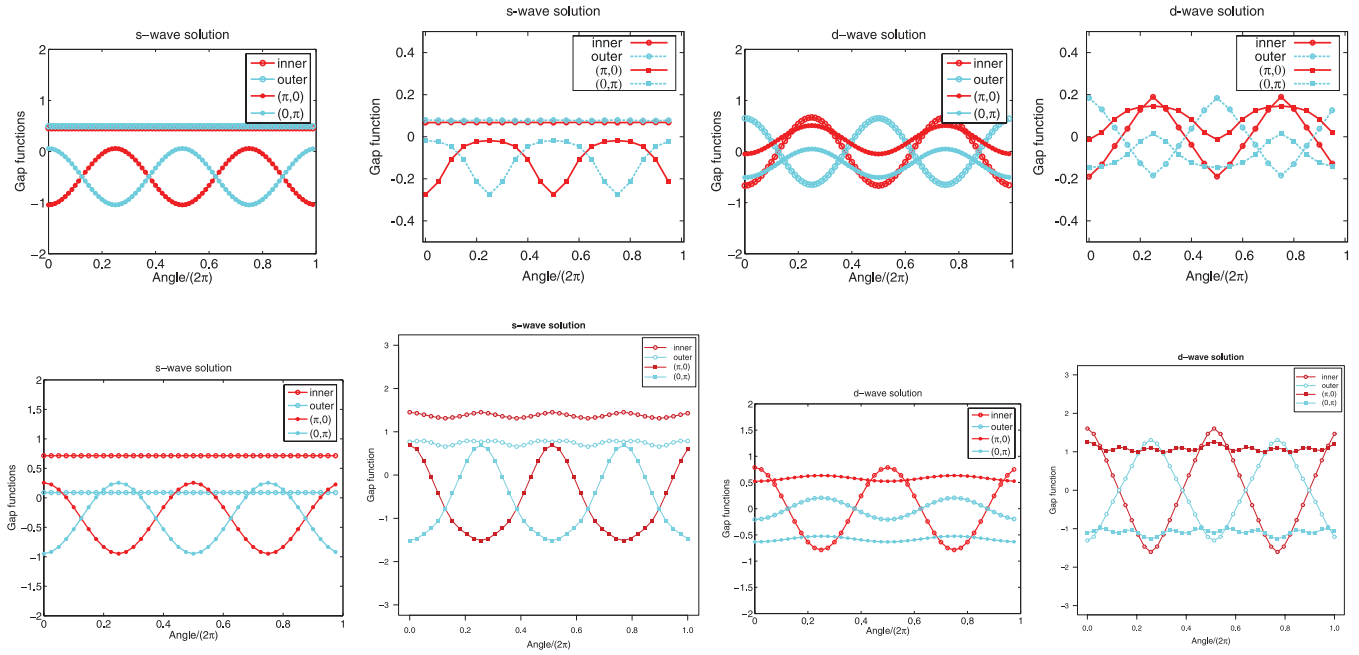 s-wave solution
Gap functions
2
1
0
−1
−2
0
0.2
0.4
0.6
0.8
1
Angle/(2π)
inner
outer
(π,0)
(0,π)
s-wave solution
Gap function
0.4
0.2
0
-0.2
-0.4
0
0.2
0.4
0.6
0.8
1
Angle/(2π)
inner
outer
(π,0)
(0,π)
d-wave solution
Gap functions
2
1
0
−1
−2
0
0.2
0.4
0.6
0.8
1
Angle/(2π)
inner
outer
(π,0)
(0,π)
d-wave solution
Gap function
0.4
0.2
0
-0.2
-0.4
0
0.2
0.4
0.6
0.8
1
Angle/(2π)
inner
outer
(π,0)
(0,π)
s-wave solution
Gap functions
2
1.5
1
0.5
0
−0.5
−1
−1.5
−2
0
0.2
0.4
0.6
0.8
1
Angle/(2π)
inner
outer
(π,0)
(0,π)
s−wave solution
Gap function
3
2
1
0
−1
−2
−3
0.0
0.2
0.4
0.6
0.8
1.0
Angle/(2π)
inner
outer
(π,0)
(0,π)
d-wave solution
Gap functions
2
1.5
1
0.5
0
−0.5
−1
−1.5
−2
0
0.2
0.4
0.6
0.8
1
Angle/(2π)
inner
outer
(π,0)
(0,π)
d−wave solution
Gap function
3
2
1
0
−1
−2
−3
0.0
0.2
0.4
0.6
0.8
1.0
Angle/(2π)
inner
outer
(π,0)
(0,π)